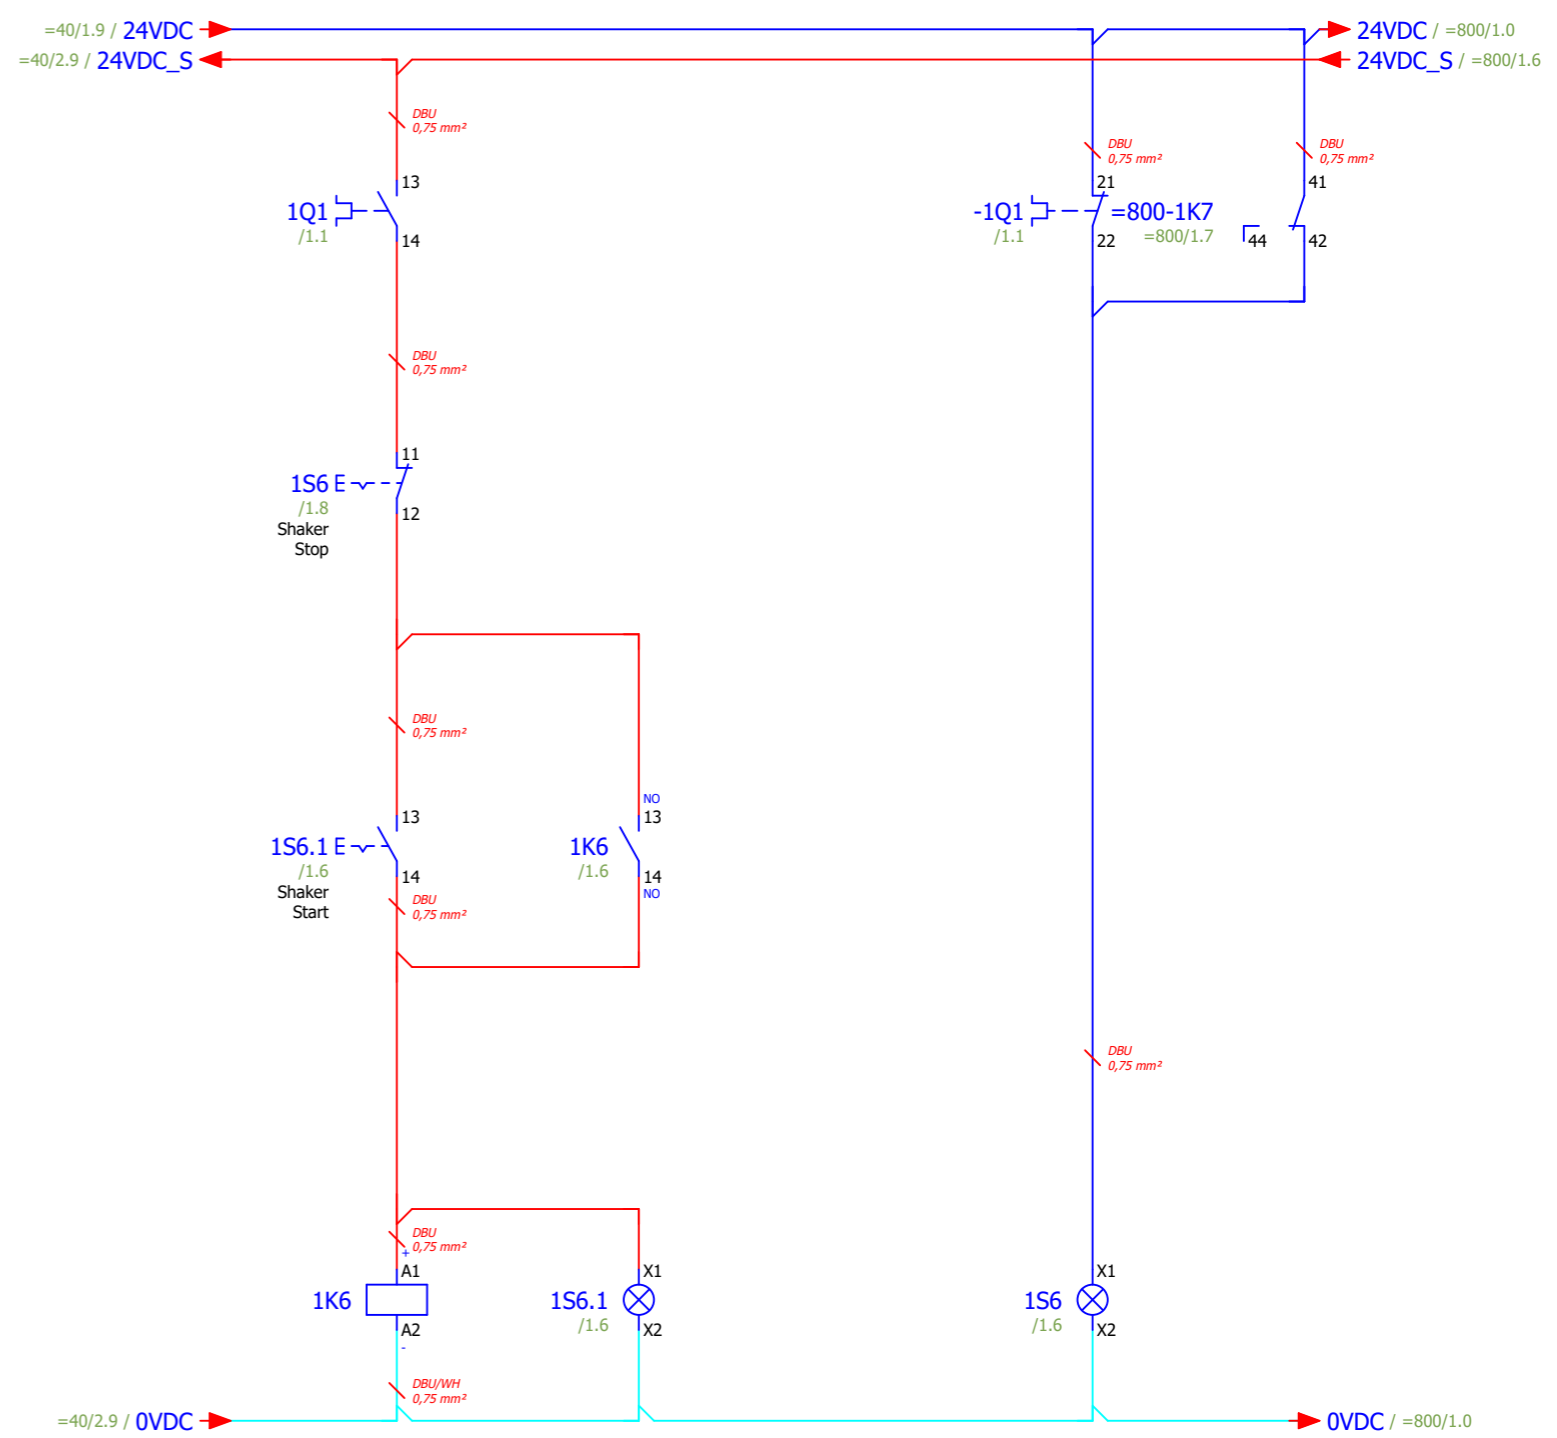 =40/1.9 / 24VDC
24VDC / =800/1.0
=40/2.9 / 24VDC_S
24VDC_S / =800/1.6
DBU
0,75 mm²
DBU
0,75 mm²
DBU
0,75 mm²
13
21
41
1Q1
-1Q1
=800-1K7
/1.1
/1.1
=800/1.7
14
22
44
42
DBU
0,75 mm²
11
1S6
/1.8
12
Shaker
Stop
DBU
0,75 mm²
NO
13
13
1S6.1
1K6
/1.6
/1.6
14
14
Shaker
NO
Start
DBU
0,75 mm²
DBU
0,75 mm²
DBU
0,75 mm²
+
A1
X1
X1
1K6
1S6.1
1S6
/1.6
/1.6
A2
X2
X2
-
DBU/WH
0,75 mm²
=40/2.9 / 0VDC
0VDC / =800/1.0